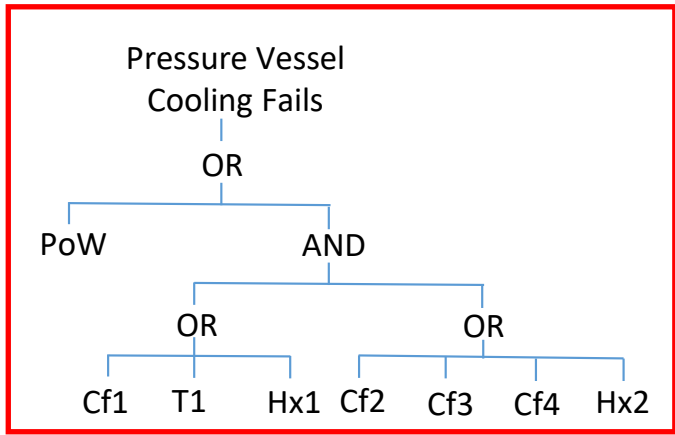 Pressure Vessel
Cooling Fails
OR
PoW AND
OR OR
Cf1 T1 Hx1 Cf2 Cf3 Cf4 Hx2